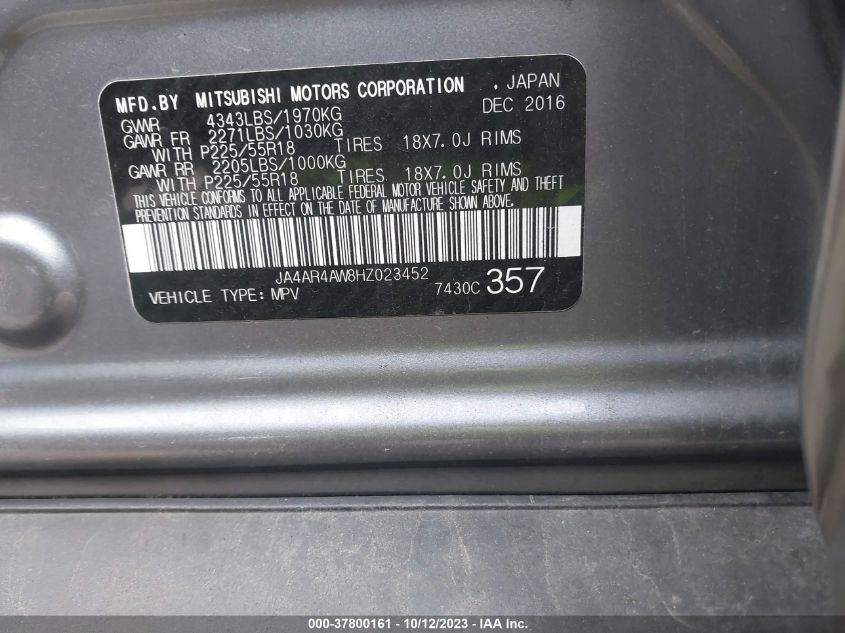 MFD.BY MITSUBISHI MOTORS CORPORATION . JAPAN
GVWR 4343LBS/1970KG DEC 2016
GAWR FR 2271LBS/1030KG
WITH P225/55R18 TIRES 18X7.0J RIMS
GAWR RR 2205LBS/1000KG
WITH P225/55R18 TIRES 18X7.0J RIMS
THIS VEHICLE CONFORMS TO ALL APPLICABLE FEDERAL MOTOR VEHICLE SAFETY AND THEFT
PREVENTION STANDARDS IN EFFECT ON THE DATE OF MANUFACTURE SHOWN ABOVE.
JA4AR4AW8HZ023452
VEHICLE TYPE: MPV 7430C 357
000-37800161 - 10/12/2023 - IAA Inc.